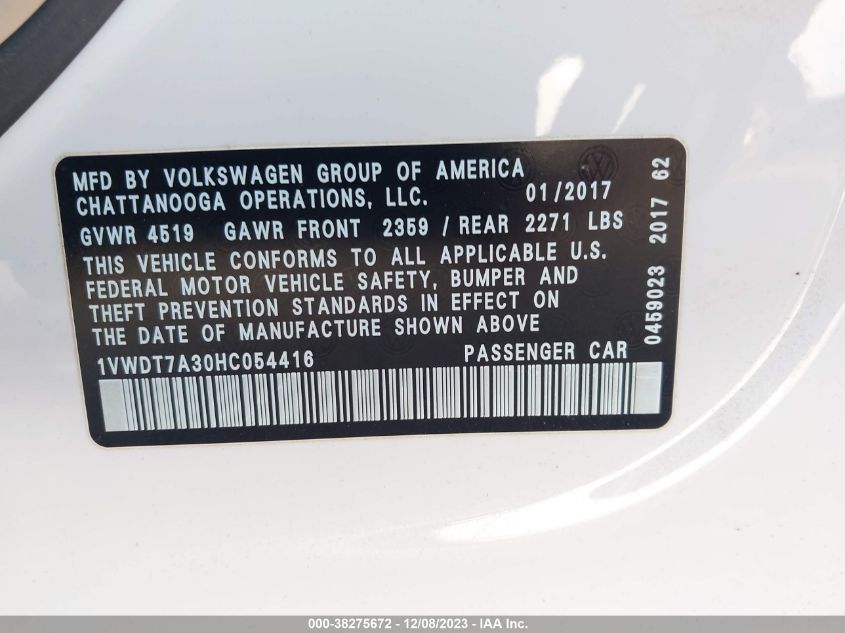 MFD BY VOLKSWAGEN GROUP OF AMERICA
CHATTANOOGA OPERATIONS, LLC. 01/2017
GVWR 4519 GAWR FRONT 2359 / REAR 2271 LBS
THIS VEHICLE CONFORMS TO ALL APPLICABLE U.S.
FEDERAL MOTOR VEHICLE SAFETY, BUMPER AND
THEFT PREVENTION STANDARDS IN EFFECT ON
THE DATE OF MANUFACTURE SHOWN ABOVE
1VWDT7A30HC054416 PASSENGER CAR
0459023 2017 62
000-38275672 - 12/08/2023 - IAA Inc.